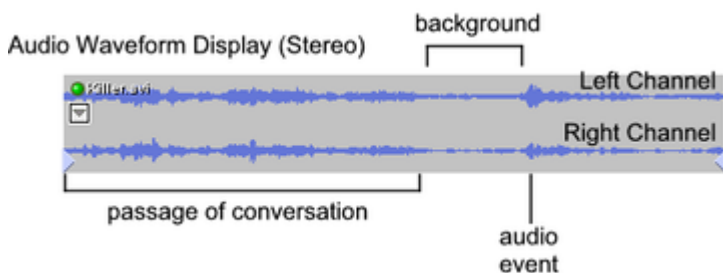 background
Audio Waveform Display (Stereo)
Killer.avi
Left Channel
Right Channel
passage of conversation
audio
event